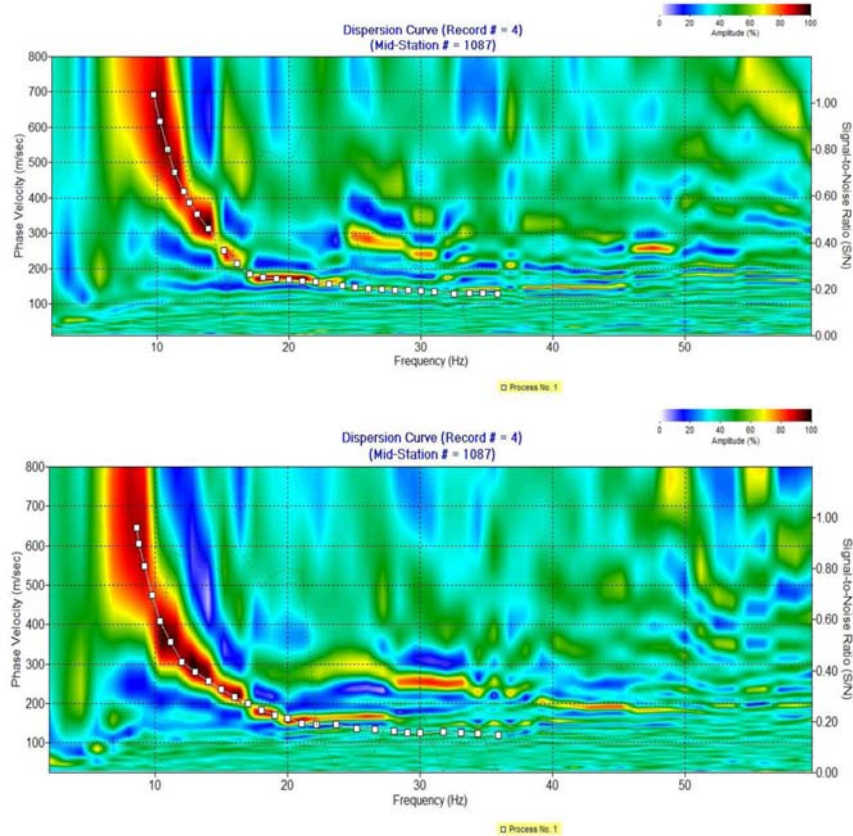 0 20 40 60 80 100
Amplitude (%)
Dispersion Curve (Record # = 4)
(Mid-Station # = 1087)
800
700
600
500
400
300
200
100
Phase Velocity (m/sec)
1.00
0.80
0.60
0.40
0.20
0.00
Signal-to-Noise Ratio (S/N)
10 20 30 40 50
Frequency (Hz)
Process No. 1
0 20 40 60 80 100
Amplitude (%)
Dispersion Curve (Record # = 4)
(Mid-Station # = 1087)
800
700
600
500
400
300
200
100
Phase Velocity (m/sec)
1.00
0.80
0.60
0.40
0.20
0.00
Signal-to-Noise Ratio (S/N)
10 20 30 40 50
Frequency (Hz)
Process No. 1